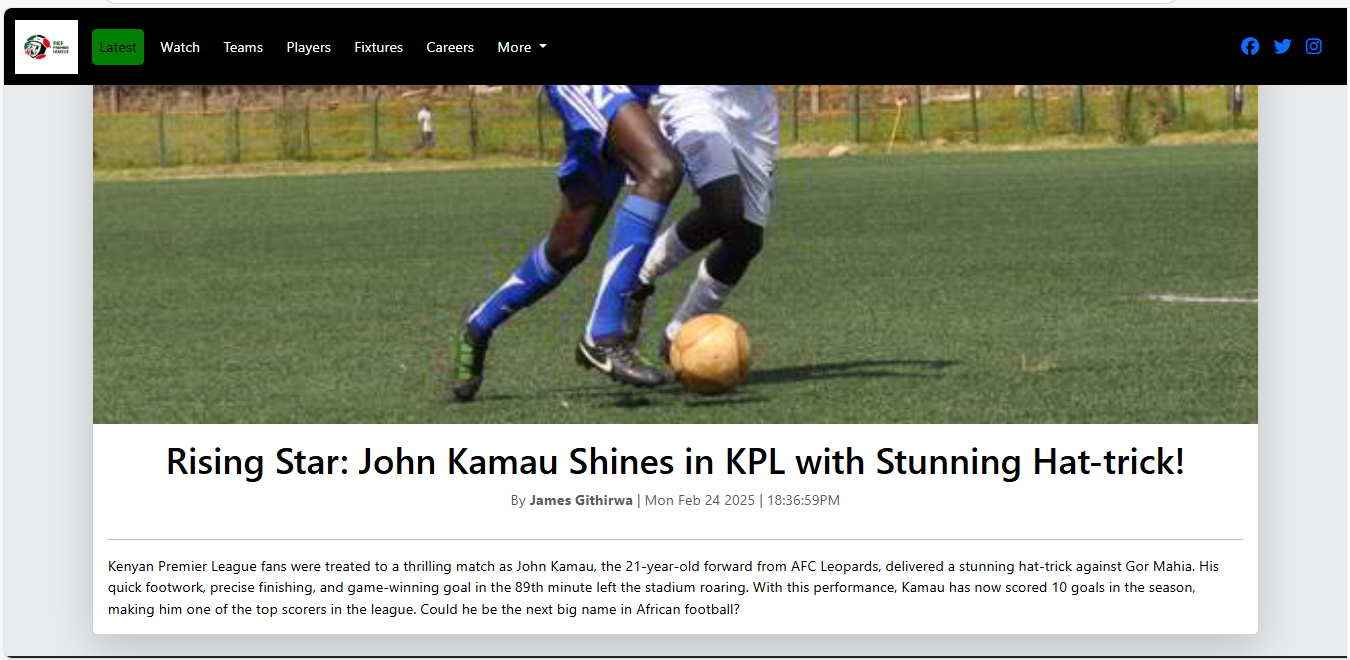 FKF
PREMIER
LEAGUE
Latest
Watch
Teams
Players
Fixtures
Careers
More
Rising Star: John Kamau Shines in KPL with Stunning Hat-trick!
By James Githirwa | Mon Feb 24 2025 | 18:36:59PM
Kenyan Premier League fans were treated to a thrilling match as John Kamau, the 21-year-old forward from AFC Leopards, delivered a stunning hat-trick against Gor Mahia. His
quick footwork, precise finishing, and game-winning goal in the 89th minute left the stadium roaring. With this performance, Kamau has now scored 10 goals in the season,
making him one of the top scorers in the league. Could he be the next big name in African football?